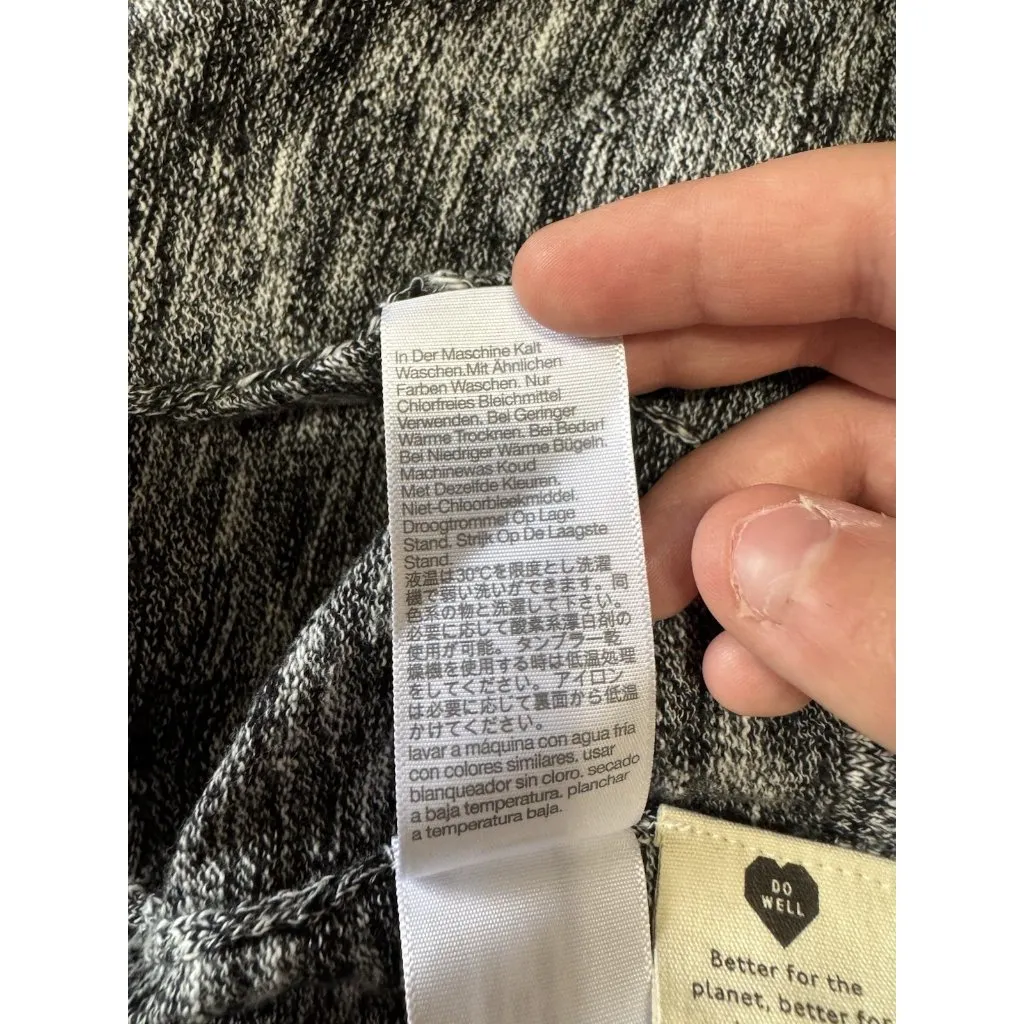 In Der Maschine Kalt
Waschen.Mit Ähnlichen
Farben Waschen. Nur
Chlorfreies Bleichmittel
Verwenden. Bei Geringer
Wärme Trocknen. Bei Bedarf
Bei Niedriger Wärme Bügeln.
Machinewas Koud
Met Dezelfde Kleuren.
Niet-Chloorbleekmiddel.
Droogtrommel Op Lage
Stand. Strijk Op De Laagste
Stand.
液温は30℃を限度とし洗濯
機で弱い洗いができます。同
色系の物と洗濯して下さい。
必要に応じて酸素系漂白剤の
使用が可能。 タンブラー乾
燥機を使用する時は低温処理
をしてください。 アイロン
は必要に応じて裏面から低温
かけてください。
lavar a máquina con agua fría
con colores similares. usar
blanqueador sin cloro. secado
a baja temperatura. planchar
a temperatura baja.
DO
WELL
Better for the
planet, better for